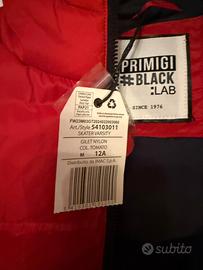 PRIMIGI
#BLACK
:LAB
SINCE 1976
PAP21
Art./Style 54103011
SKATER VARSITY
GILET NYLON
COL. TOMATO
M 12A
Distribuito da IMAC S.p.A.
subito